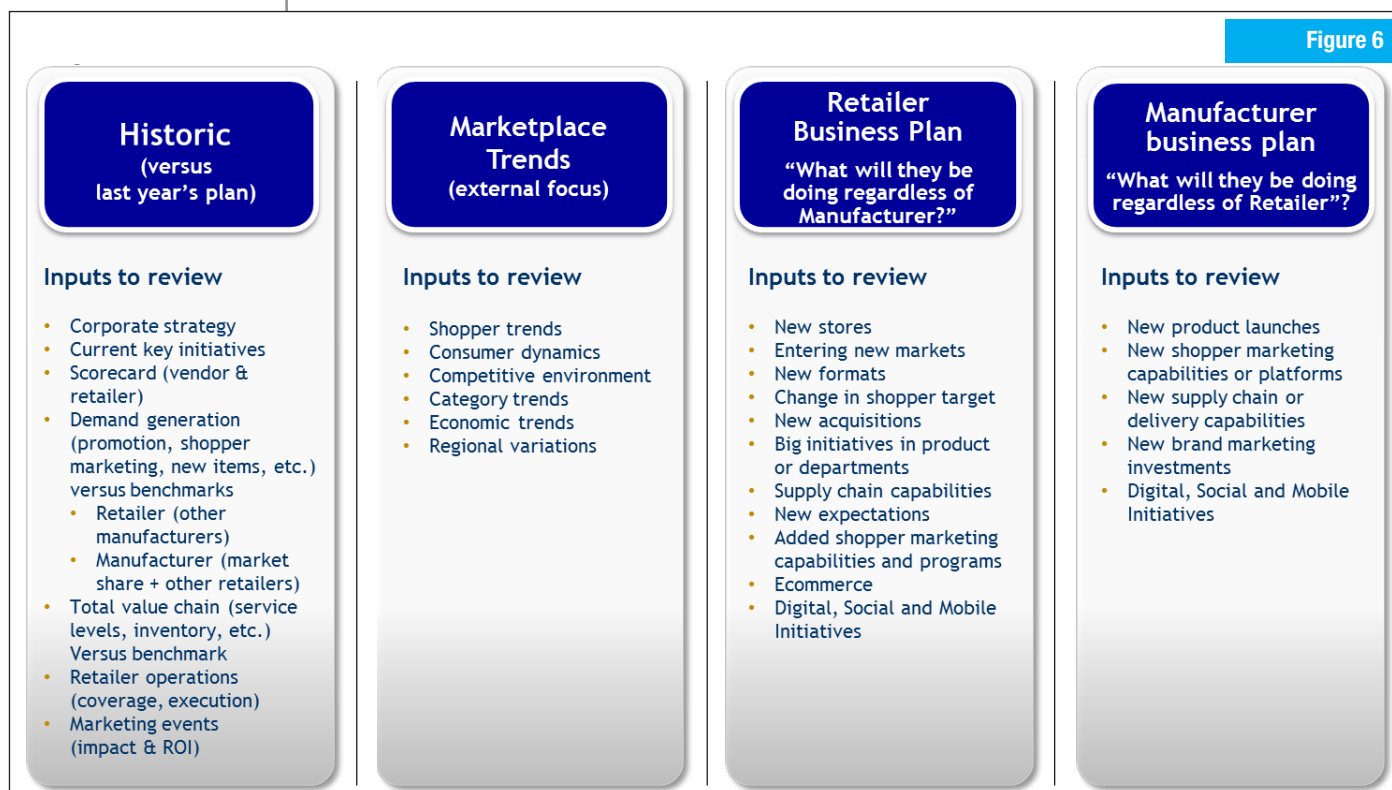 Figure 6
Historic
(versus
last year's plan)
Inputs to review
• Corporate strategy
• Current key initiatives
• Scorecard (vendor &
retailer)
• Demand generation
(promotion, shopper
marketing, new items, etc.)
versus benchmarks
• Retailer (other
manufacturers)
• Manufacturer (market
share + other retailers)
• Total value chain (service
levels, inventory, etc.)
Versus benchmark
• Retailer operations
(coverage, execution)
• Marketing events
(impact & ROI)
Marketplace
Trends
(external focus)
Inputs to review
• Shopper trends
• Consumer dynamics
• Competitive environment
• Category trends
• Economic trends
• Regional variations
Retailer
Business Plan
“What will they be
doing regardless of
Manufacturer?”
Inputs to review
• New stores
• Entering new markets
• New formats
• Change in shopper target
• New acquisitions
• Big initiatives in product
or departments
• Supply chain capabilities
• New expectations
• Added shopper marketing
capabilities and programs
• Ecommerce
• Digital, Social and Mobile
Initiatives
Manufacturer
business plan
“What will they be doing
regardless of Retailer”?
Inputs to review
• New product launches
• New shopper marketing
capabilities or platforms
• New supply chain or
delivery capabilities
• New brand marketing
investments
• Digital, Social and Mobile
Initiatives